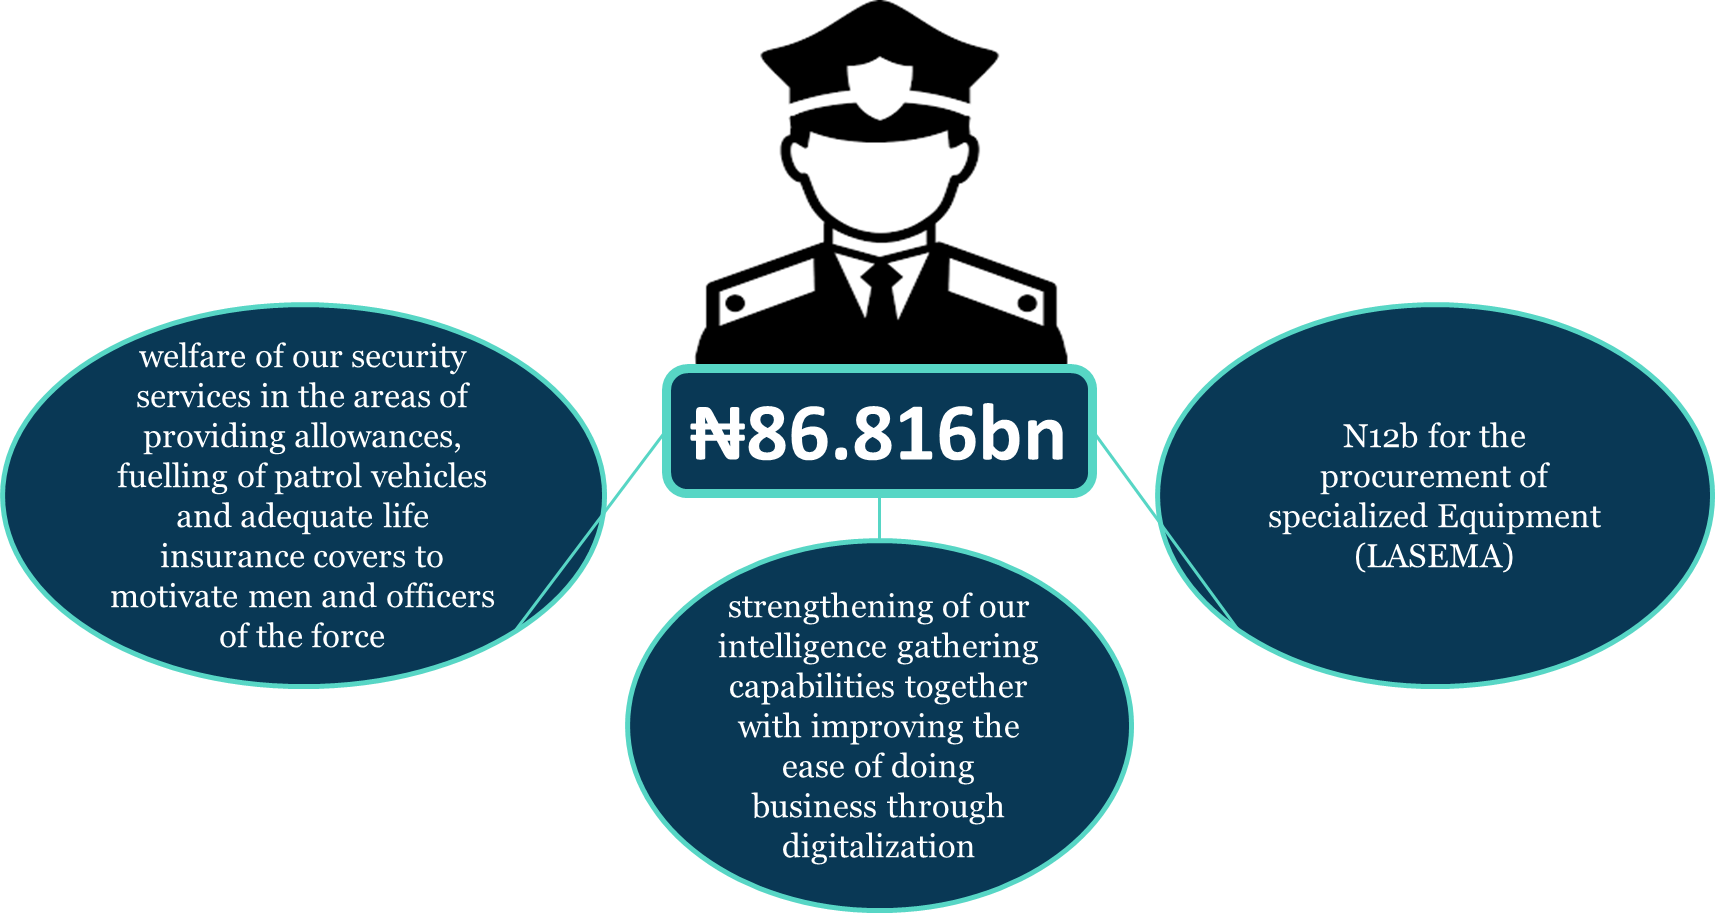 ₦86.816bn
welfare of our security
services in the areas of
providing allowances,
fuelling of patrol vehicles
and adequate life
insurance covers to
motivate men and officers
of the force
strengthening of our
intelligence gathering
capabilities together
with improving the
ease of doing
business through
digitalization
N12b for the
procurement of
specialized Equipment
(LASEMA)